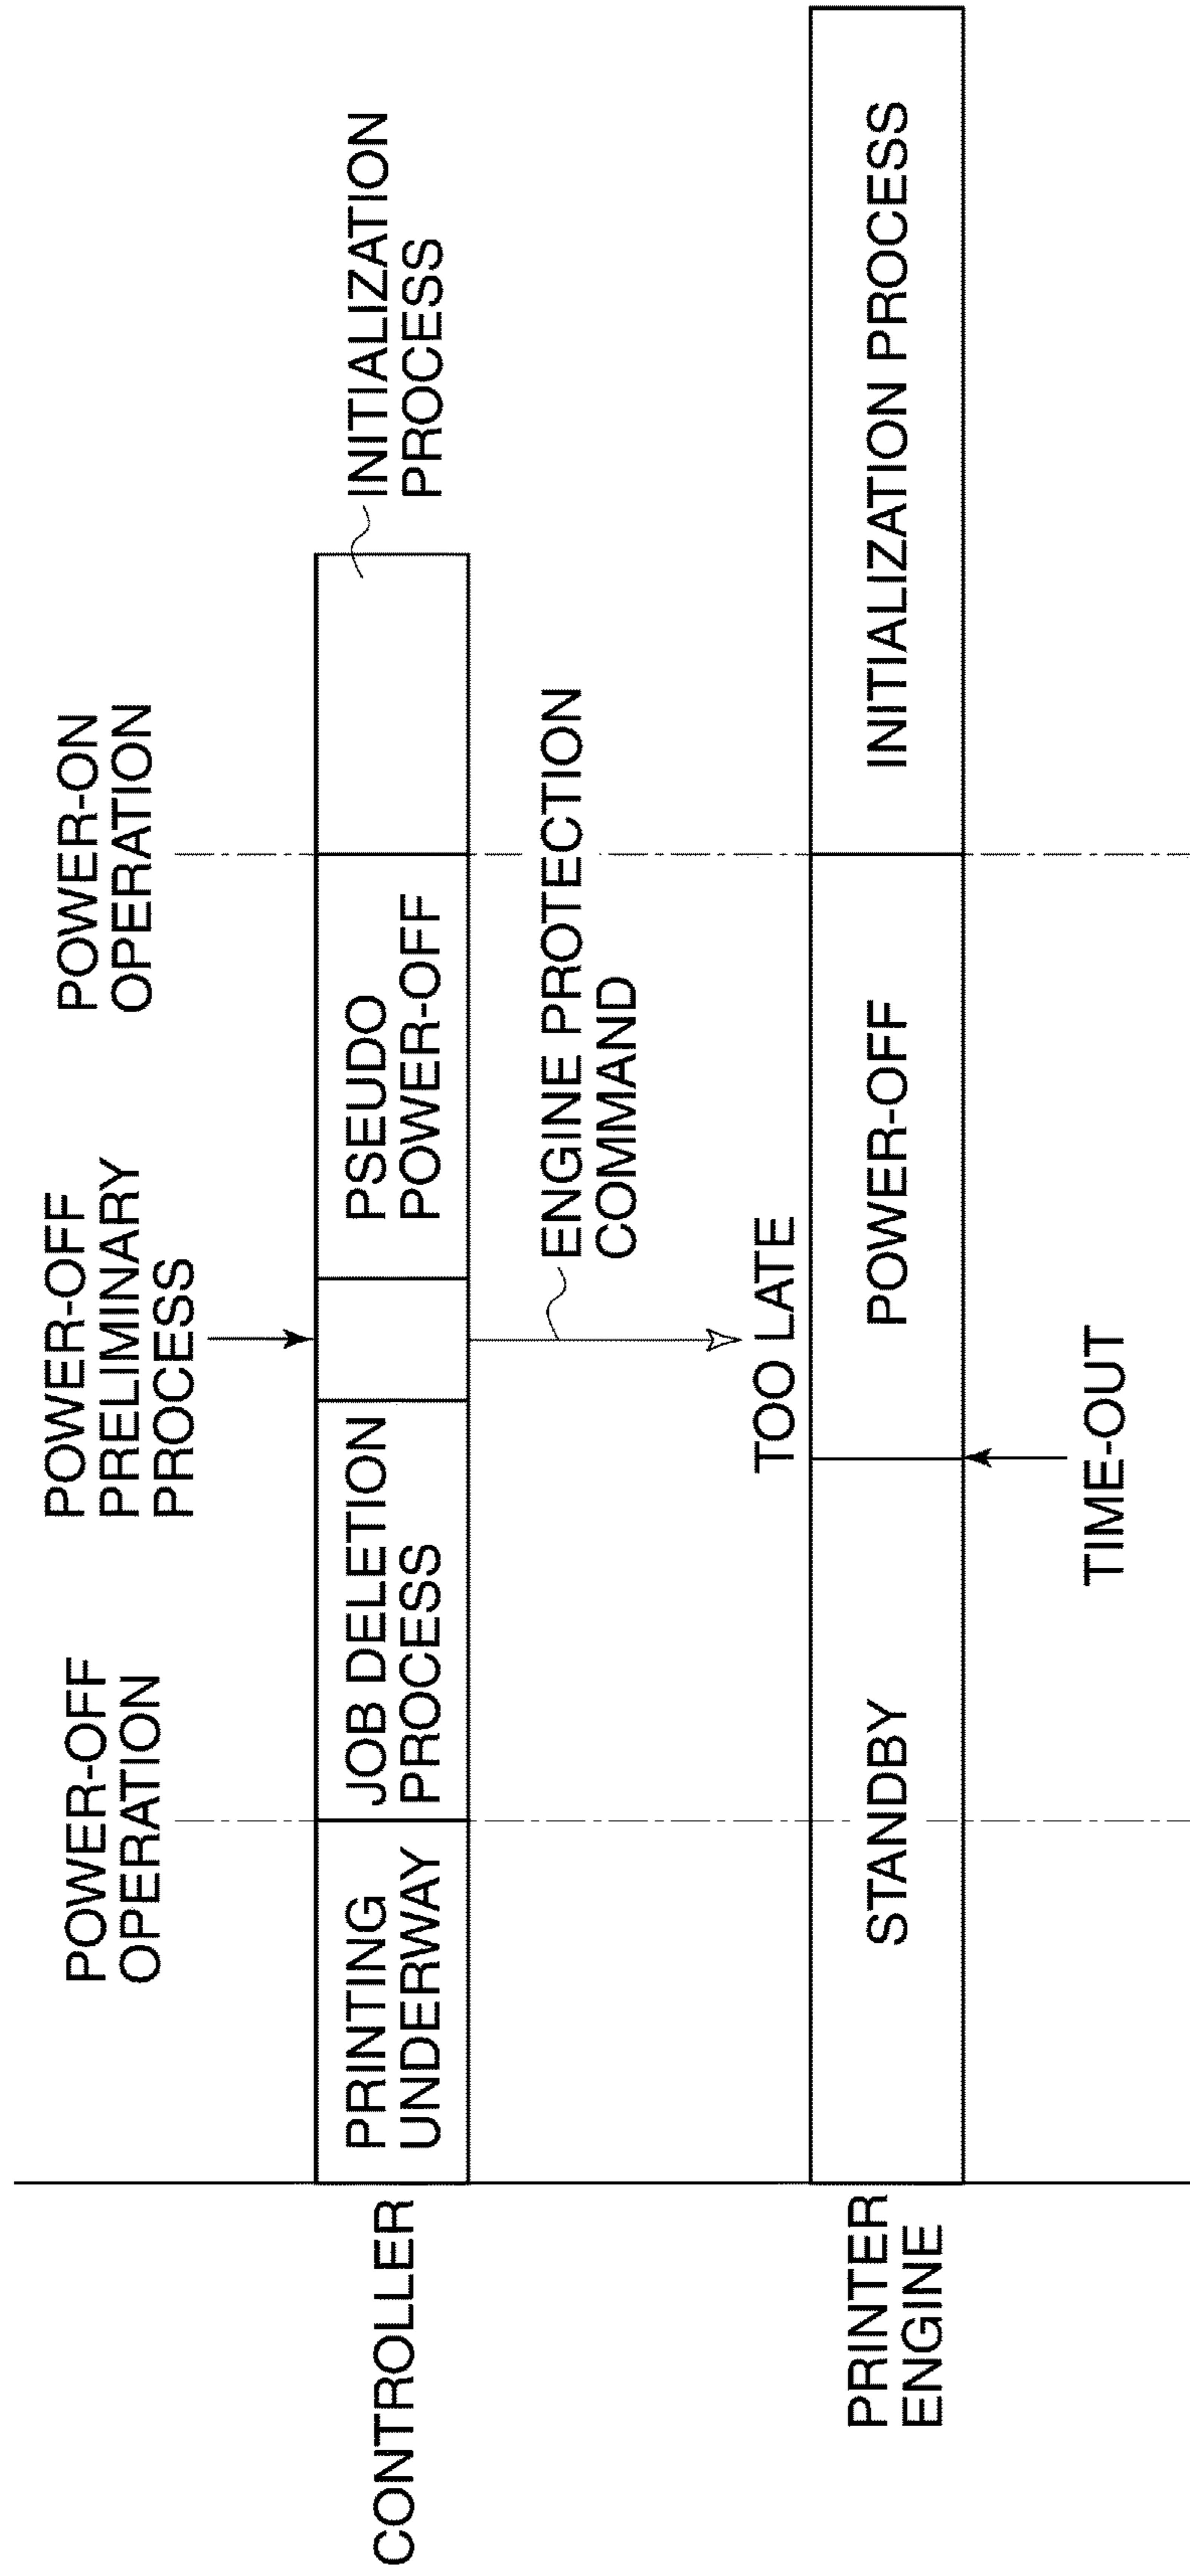 POWER-OFF
OPERATION
POWER-OFF
PRELIMINARY
PROCESS
POWER-ON
OPERATION
CONTROLLER
PRINTING
UNDERWAY
JOB DELETION
PROCESS
PSEUDO
POWER-OFF
INITIALIZATION
PROCESS
ENGINE PROTECTION
COMMAND
TOO LATE
PRINTER
ENGINE
STANDBY
POWER-OFF
INITIALIZATION PROCESS
TIME-OUT